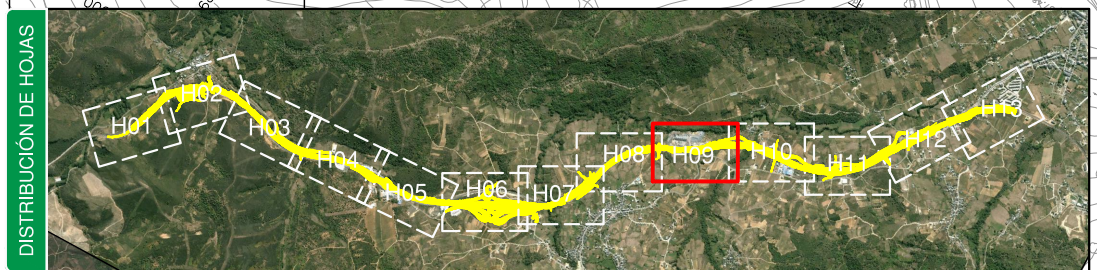 DISTRIBUCIÓN DE HOJAS
H01
H02
H03
H04
H05
H06
H07
H08
H09
H10
H11
H12
H13